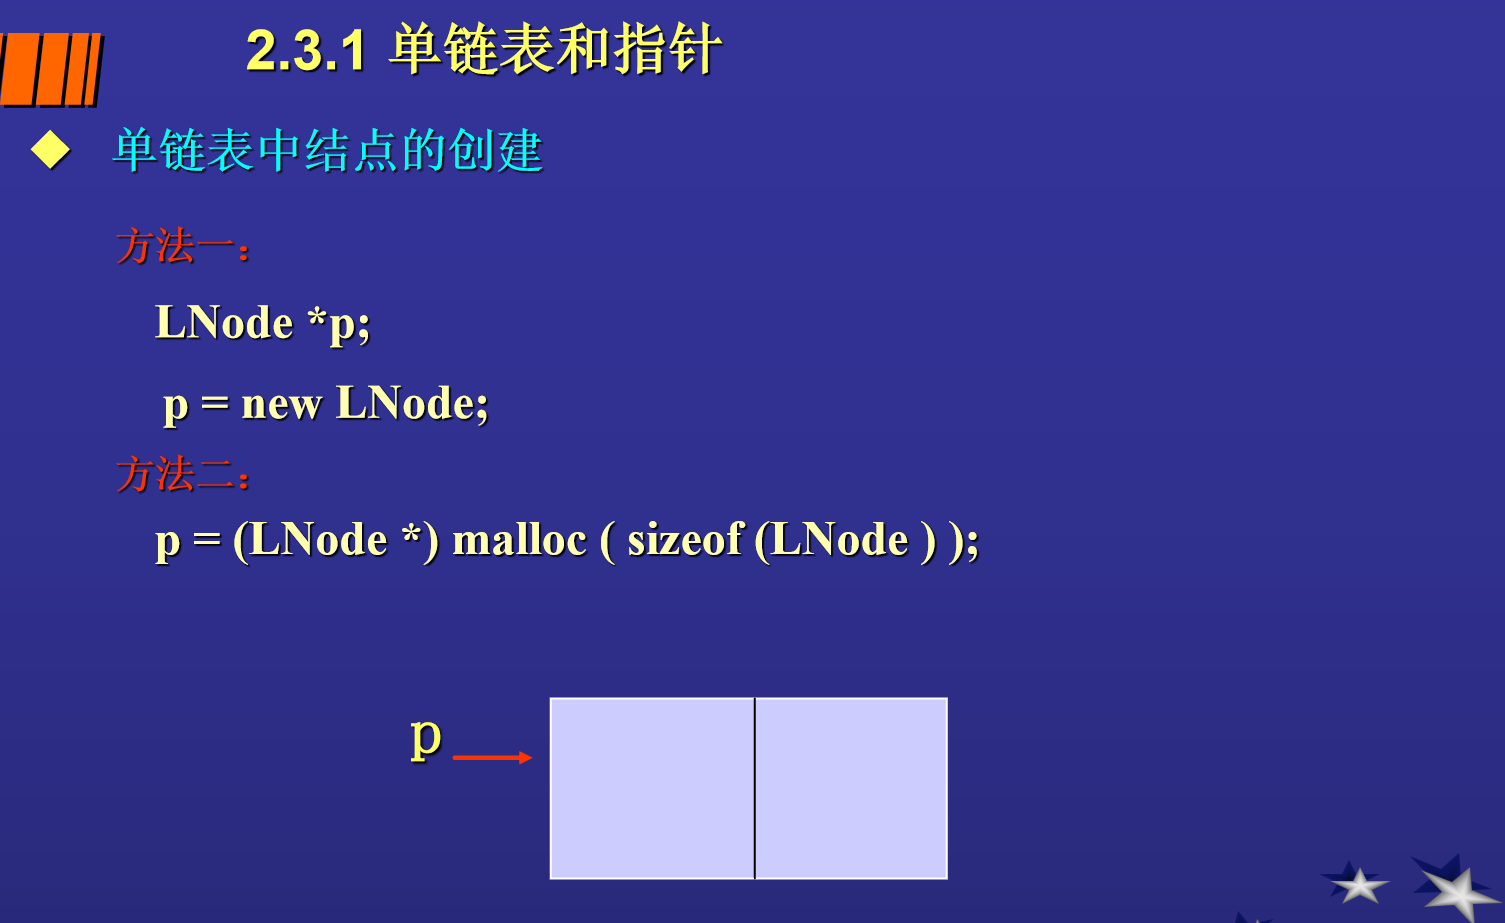 2.3.1 单链表和指针
单链表中结点的创建
方法一：
LNode *p;
p = new LNode;
方法二：
p = (LNode *) malloc ( sizeof (LNode ) );
p